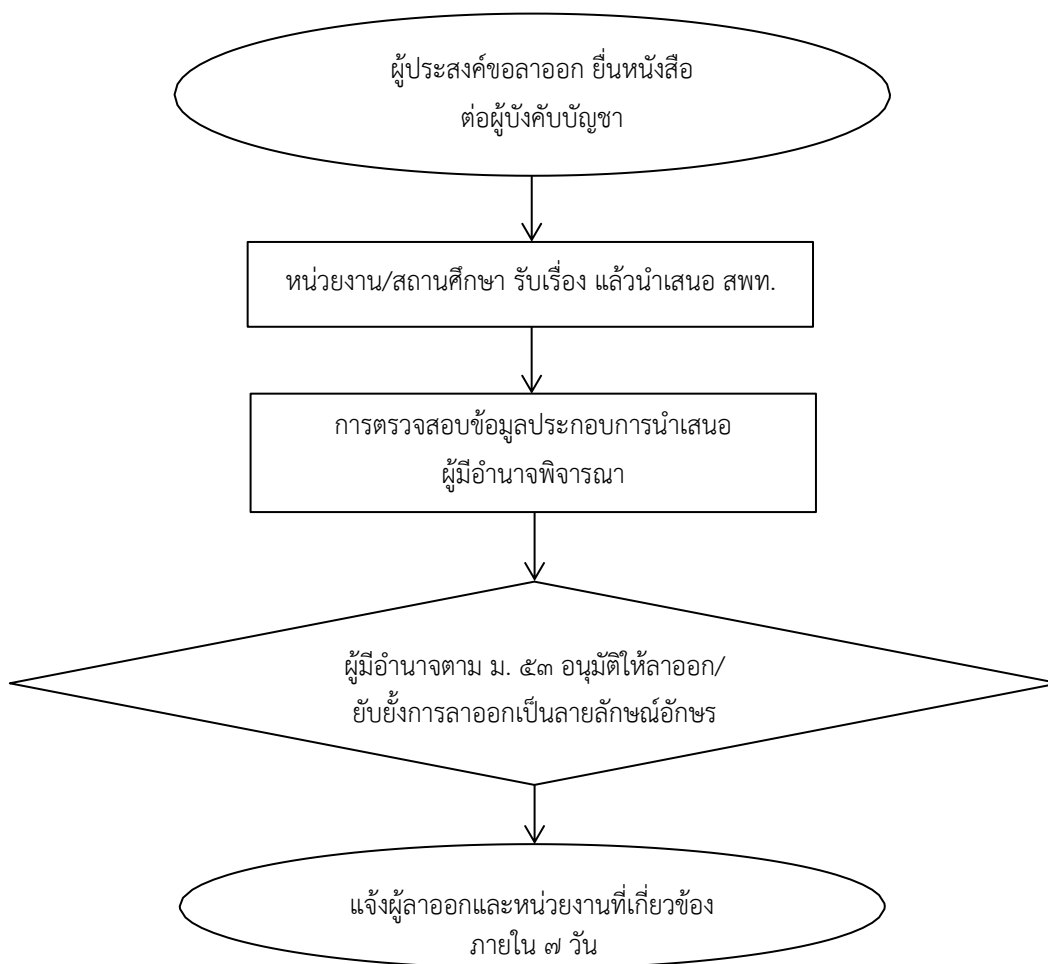 ผู้ประสงค์ขอลาออก ยื่นหนังสือ
ต่อผู้บังคับบัญชา
หน่วยงาน/สถานศึกษา รับเรื่อง แล้วนำเสนอ สพท.
การตรวจสอบข้อมูลประกอบการนำเสนอ
ผู้มีอำนาจพิจารณา
ผู้มีอำนาจตาม ม. ๕๓ อนุมัติให้ลาออก/
ยับยั้งการลาออกเป็นลายลักษณ์อักษร
แจ้งผู้ลาออกและหน่วยงานที่เกี่ยวข้อง
ภายใน ๗ วัน